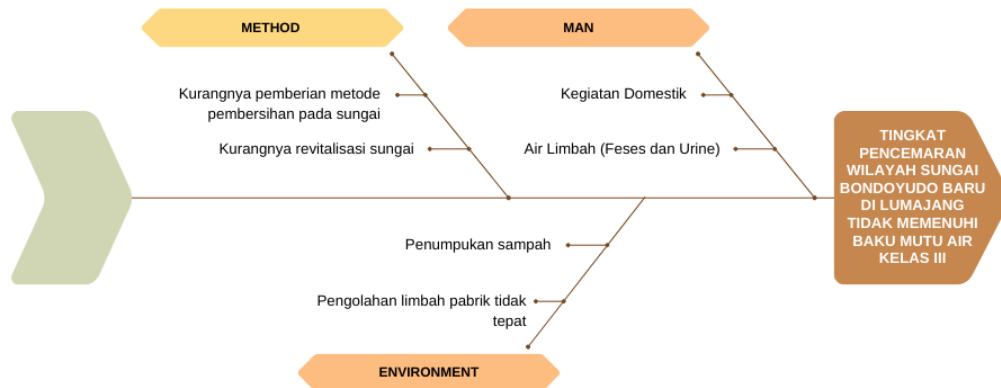 METHOD
MAN
Kurangnya pemberian metode
pembersihan pada sungai
Kurangnya revitalisasi sungai
Kegiatan Domestik
Air Limbah (Feses dan Urine)
TINGKAT
PENCEMARAN
WILAYAH SUNGAI
BONDOYUDO BARU
DI LUMAJANG
TIDAK MEMENUHI
BAKU MUTU AIR
KELAS III
Penumpukan sampah
Pengolahan limbah pabrik tidak
tepat
ENVIRONMENT